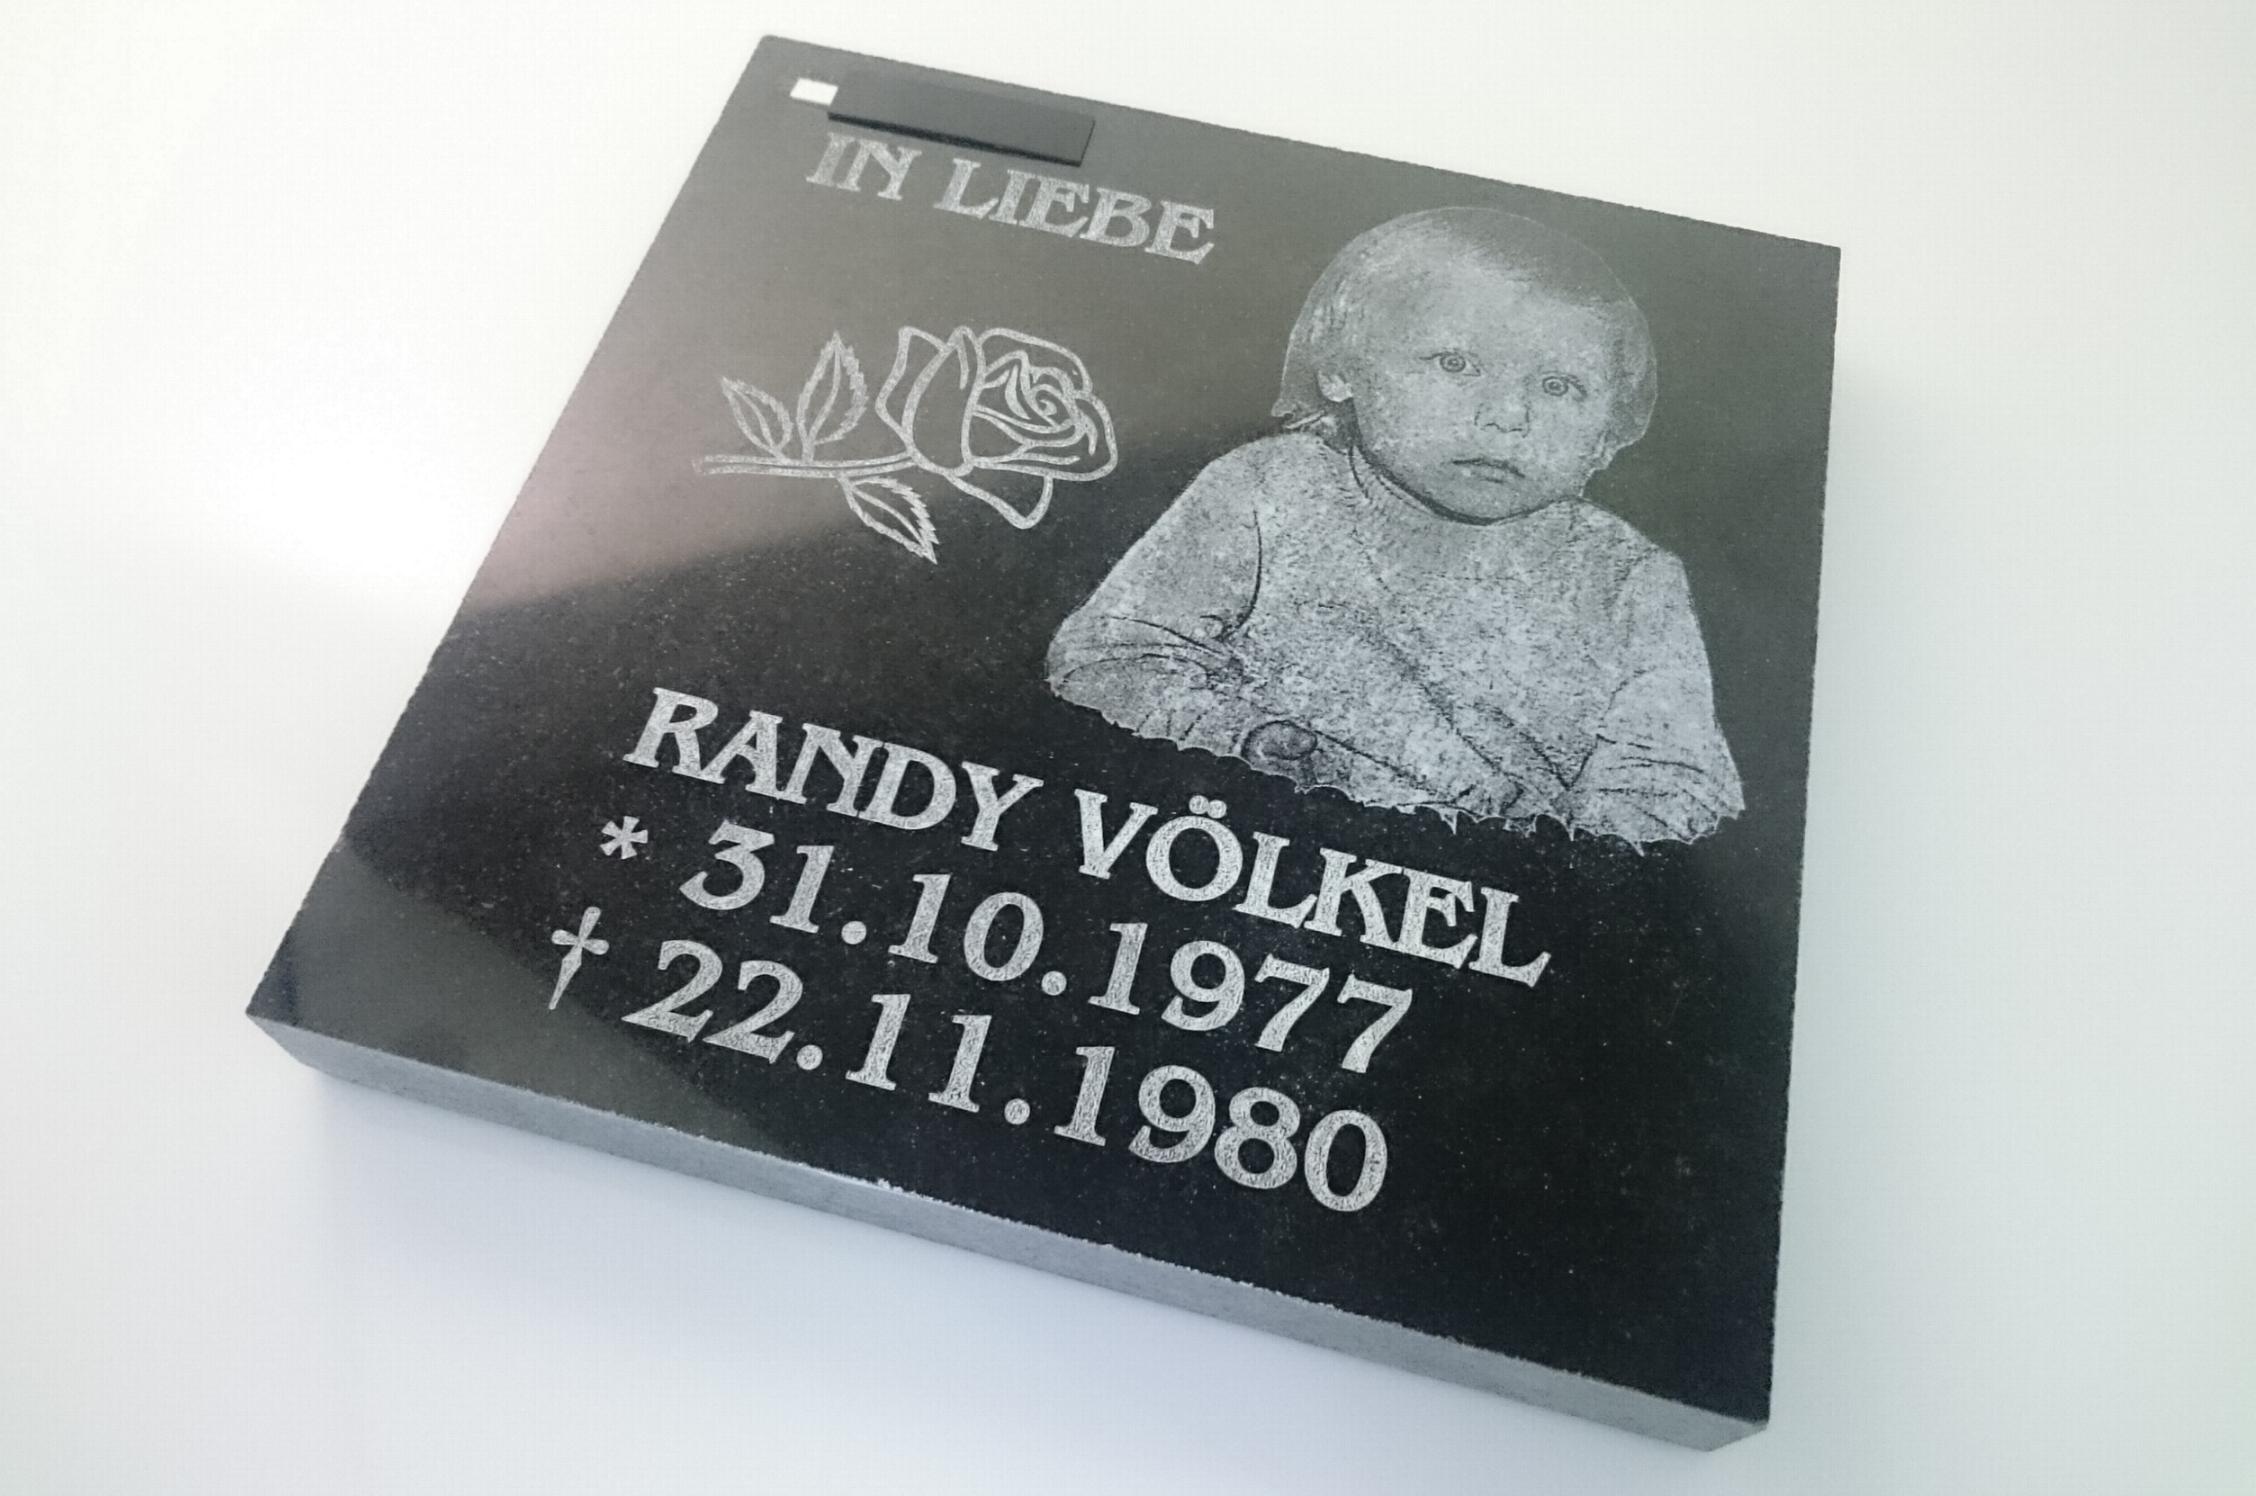 IN LIEBE
RANDY VÖLKEL
* 31.10.1977
† 22.11.1980